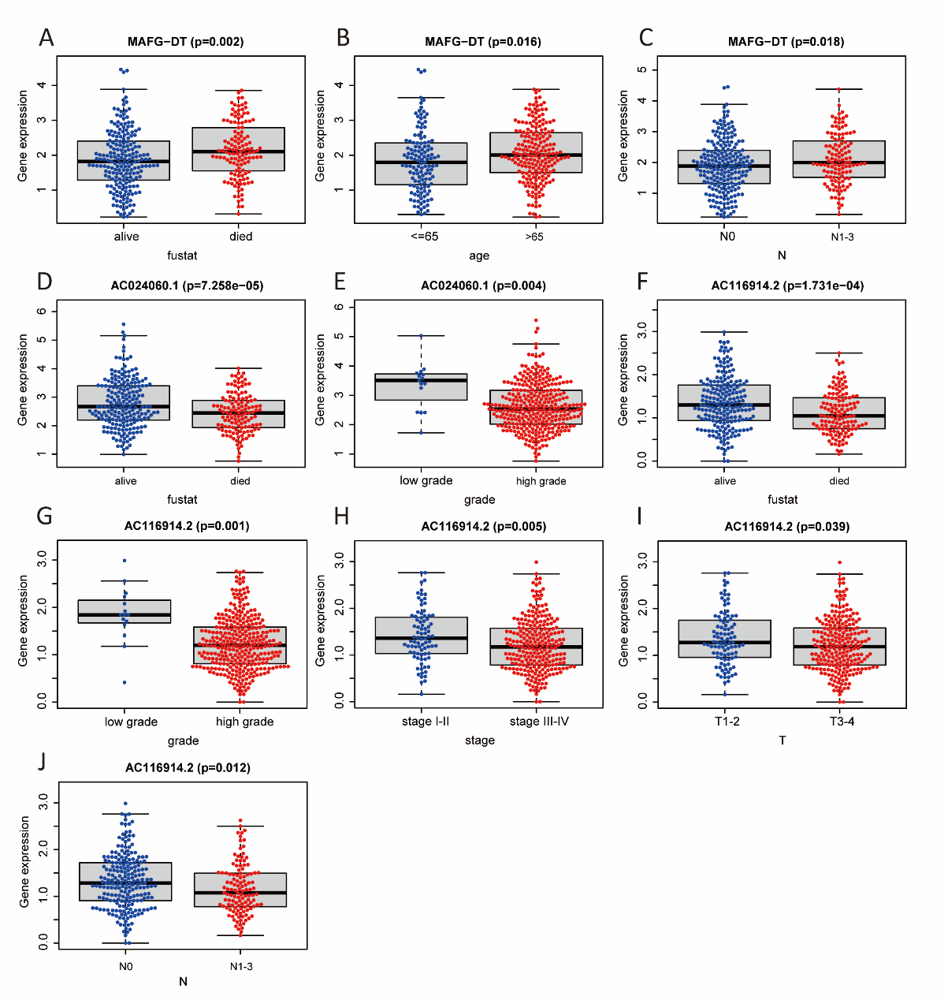 A
MAFG−DT (p=0.002)
Gene expression
4
3
2
1
alive
died
fustat
B
MAFG−DT (p=0.016)
Gene expression
4
3
2
1
<=65
>65
age
C
MAFG−DT (p=0.018)
Gene expression
5
4
3
2
1
N0
N1-3
N
D
AC024060.1 (p=7.258e−05)
Gene expression
6
5
4
3
2
1
alive
died
fustat
E
AC024060.1 (p=0.004)
Gene expression
6
5
4
3
2
1
low grade
high grade
grade
F
AC116914.2 (p=1.731e−04)
Gene expression
3.0
2.0
1.0
0.0
alive
died
fustat
G
AC116914.2 (p=0.001)
Gene expression
3.0
2.0
1.0
0.0
low grade
high grade
grade
H
AC116914.2 (p=0.005)
Gene expression
3.0
2.0
1.0
0.0
stage I-II
stage III-IV
stage
I
AC116914.2 (p=0.039)
Gene expression
3.0
2.0
1.0
0.0
T1-2
T3-4
T
J
AC116914.2 (p=0.012)
Gene expression
3.0
2.0
1.0
0.0
N0
N1-3
N